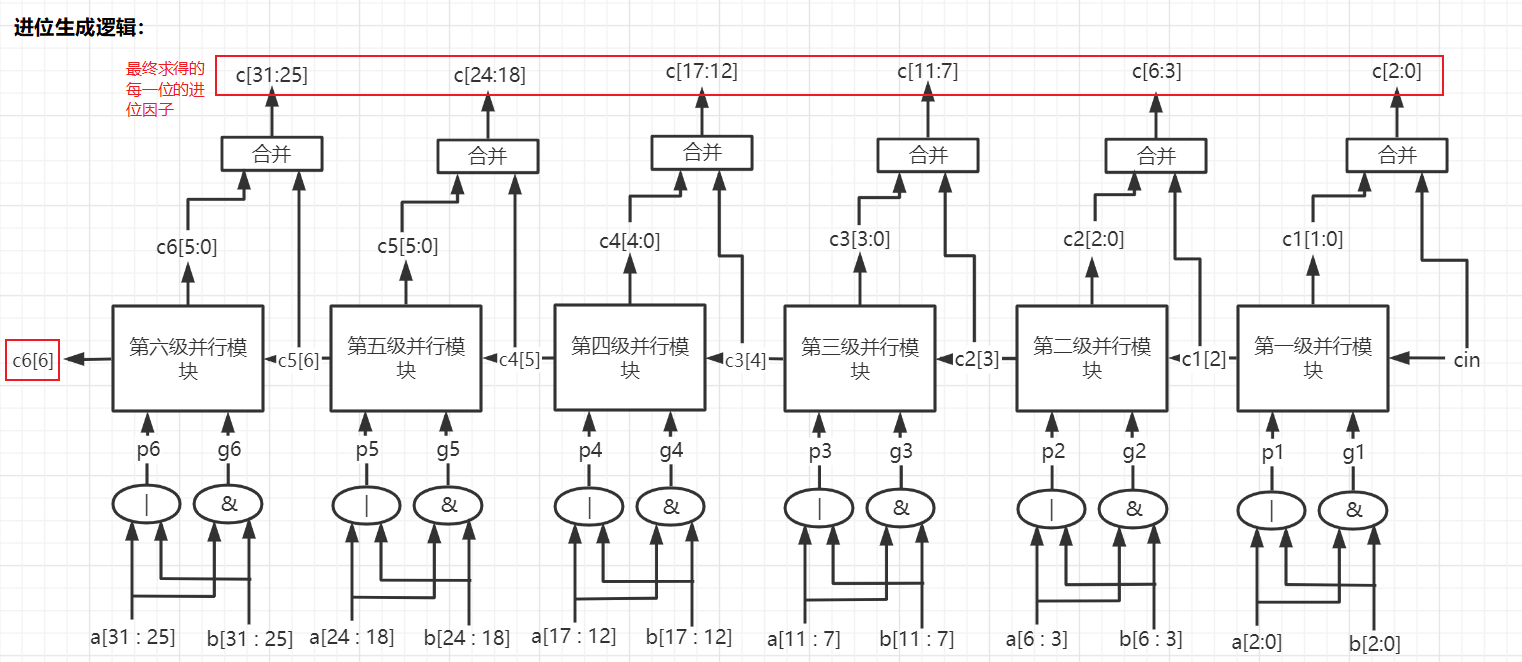 进位生成逻辑:
最终求得的
每一位的进
位因子
c[31:25]
c[24:18]
c[17:12]
c[11:7]
c[6:3]
c[2:0]
合并
合并
合并
合并
合并
合并
c6[5:0]
c5[5:0]
c4[4:0]
c3[3:0]
c2[2:0]
c1[1:0]
c6[6]
第六级并行模
块
c5[6]
第五级并行模
块
c4[5]
第四级并行模
块
c3[4]
第三级并行模
块
c2[3]
第二级并行模
块
c1[2]
第一级并行模
块
cin
p6
g6
p5
g5
p4
g4
p3
g3
p2
g2
p1
g1
|
&
|
&
|
&
|
&
|
&
|
&
a[31 : 25]
b[31 : 25]
a[24 : 18]
b[24 : 18]
a[17 : 12]
b[17 : 12]
a[11 : 7]
b[11 : 7]
a[6 : 3]
b[6 : 3]
a[2:0]
b[2:0]